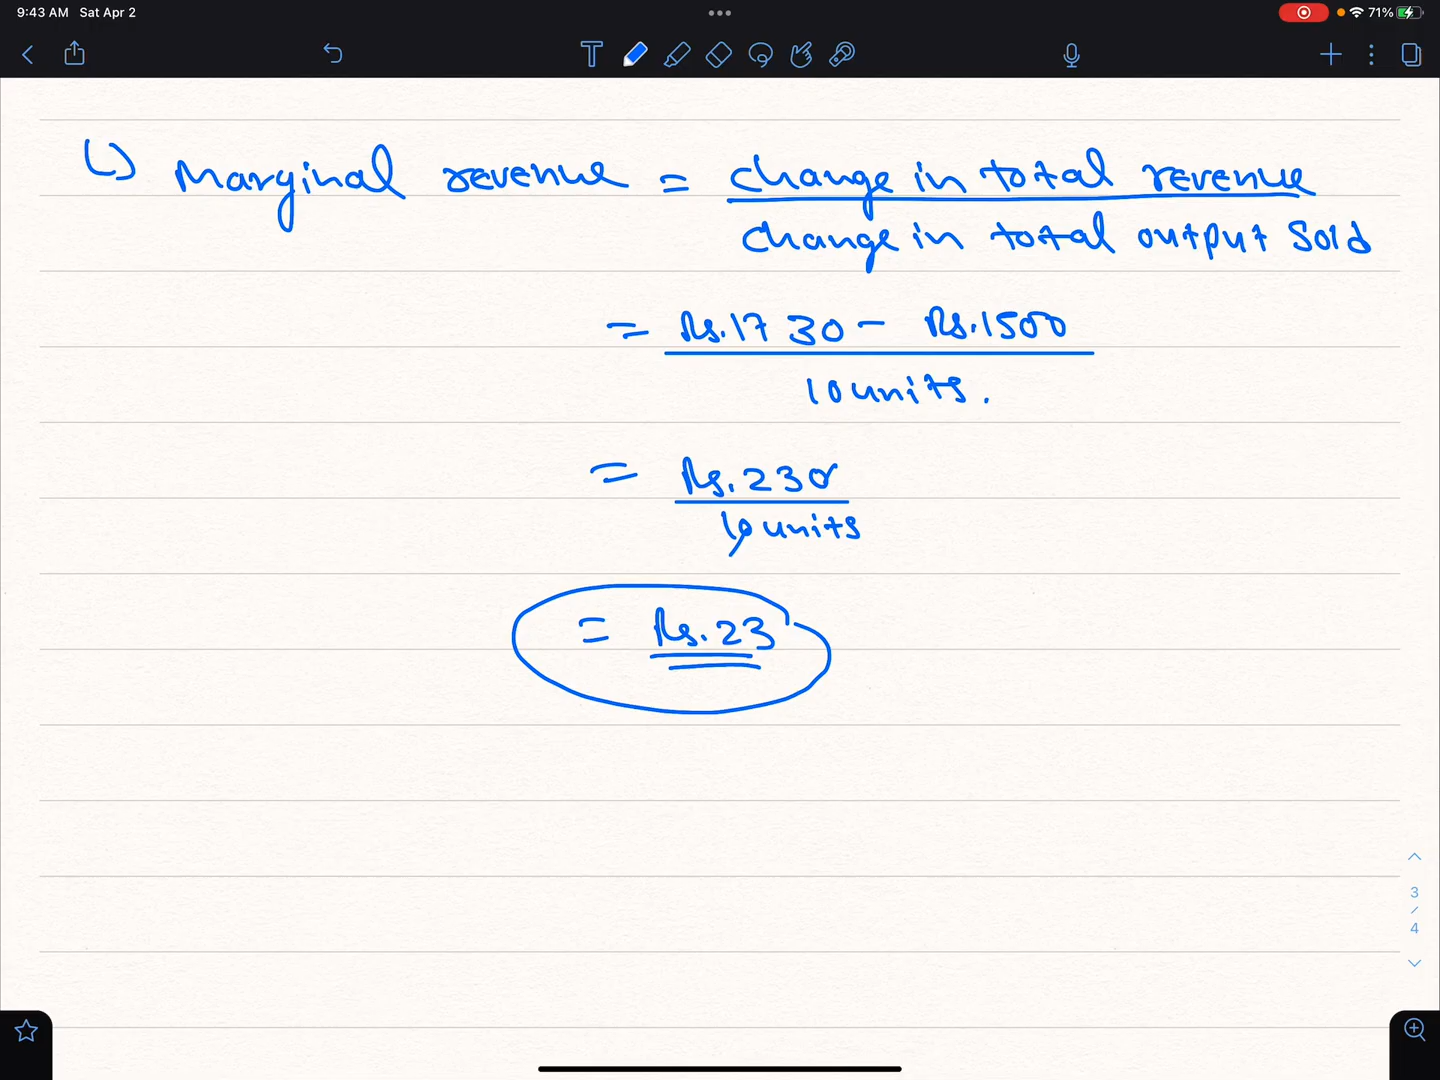 9:43 AM Sat Apr 2
71%
T
1) Marginal revenue = change in total revenue
change in total output sold
= Rs.1730 - Rs.1500
10 units.
= Rs.230
10 units
= Rs.23
3
/
4